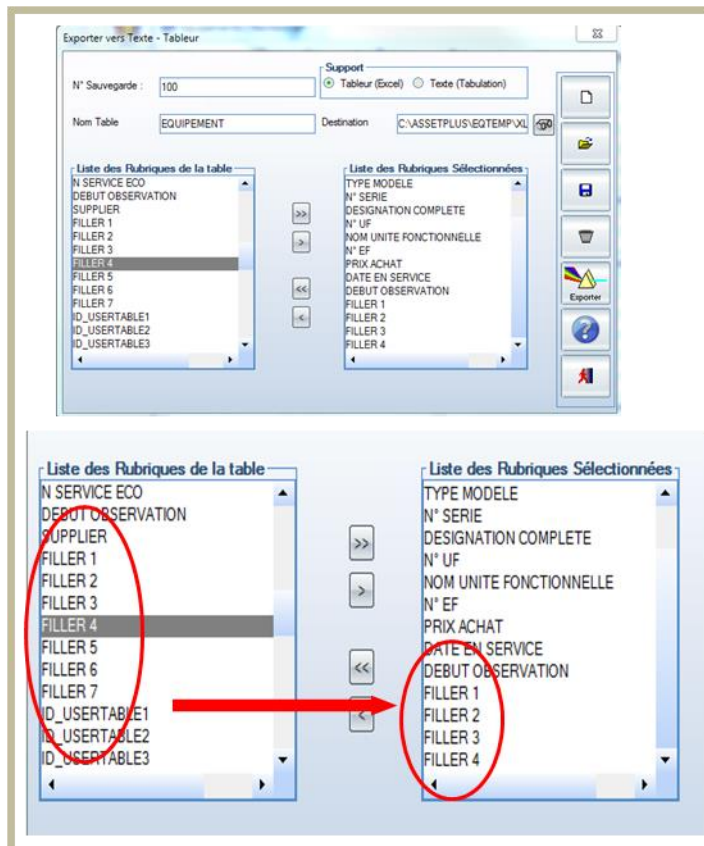 Exporter vers Texte - Tableur
Support
N° Sauvegarde : 100
Tableur (Excel) Texte (Tabulation)
Nom Table EQUIPEMENT Destination C:\ASSETPLUS\EQTEMP\XL
Liste des Rubriques de la table
N SERVICE ECO
DEBUT OBSERVATION
SUPPLIER
FILLER 1
FILLER 2
FILLER 3
FILLER 4
FILLER 5
FILLER 6
FILLER 7
ID_USERTABLE1
ID_USERTABLE2
ID_USERTABLE3
>>
>
<<
<
Liste des Rubriques Sélectionnées
TYPE MODELE
N° SERIE
DESIGNATION COMPLETE
N° UF
NOM UNITE FONCTIONNELLE
N° EF
PRIX ACHAT
DATE EN SERVICE
DEBUT OBSERVATION
FILLER 1
FILLER 2
FILLER 3
FILLER 4
Exporter
Liste des Rubriques de la table
N SERVICE ECO
DEBUT OBSERVATION
SUPPLIER
FILLER 1
FILLER 2
FILLER 3
FILLER 4
FILLER 5
FILLER 6
FILLER 7
ID_USERTABLE1
ID_USERTABLE2
ID_USERTABLE3
>>
>
<<
<
Liste des Rubriques Sélectionnées
TYPE MODELE
N° SERIE
DESIGNATION COMPLETE
N° UF
NOM UNITE FONCTIONNELLE
N° EF
PRIX ACHAT
DATE EN SERVICE
DEBUT OBSERVATION
FILLER 1
FILLER 2
FILLER 3
FILLER 4